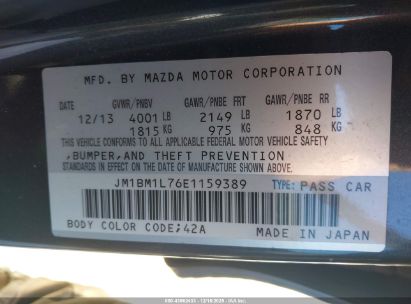 MFD. BY MAZDA MOTOR CORPORATION
DATE GVWR/PNBV GAWR/PNBE FRT GAWR/PNBE RR
12/13 4001 LB 2149 LB 1870 LB
1815 KG 975 KG 848 KG
THIS VEHICLE CONFORMS TO ALL APPLICABLE FEDERAL MOTOR VEHICLE SAFETY
,BUMPER,AND THEFT PREVENTION
STANDARDS IN EFFECT ON THE DATE OF MANUFACTURE SHOWN ABOVE.
JM1BM1L76E1159389 TYPE: PASS CAR
BODY COLOR CODE;42A MADE IN JAPAN